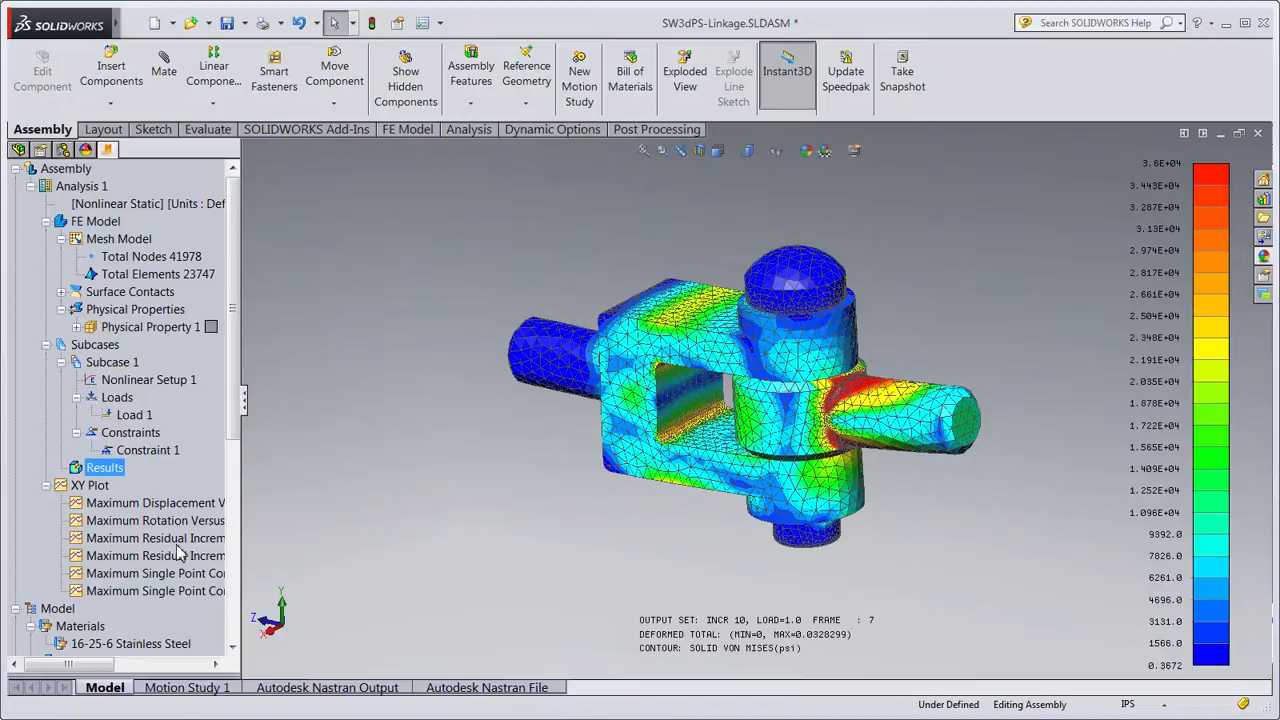 SOLIDWORKS
SW3dPS-Linkage.SLDASM *
Search SOLIDWORKS Help
Edit Component
Insert Components
Mate
Linear Compone...
Smart Fasteners
Move Component
Show Hidden Components
Assembly Features
Reference Geometry
New Motion Study
Bill of Materials
Exploded View
Explode Line Sketch
Instant3D
Update Speedpak
Take Snapshot
Assembly
Layout
Sketch
Evaluate
SOLIDWORKS Add-Ins
FE Model
Analysis
Dynamic Options
Post Processing
Assembly
Analysis 1
[Nonlinear Static] [Units : Def
FE Model
Mesh Model
Total Nodes 41978
Total Elements 23747
Surface Contacts
Physical Properties
Physical Property 1
Subcases
Subcase 1
Nonlinear Setup 1
Loads
Load 1
Constraints
Constraint 1
Results
XY Plot
Maximum Displacement V
Maximum Rotation Versus
Maximum Residual Increm
Maximum Residual Increm
Maximum Single Point Co
Maximum Single Point Co
Model
Materials
16-25-6 Stainless Steel
3.6E+04
3.443E+04
3.287E+04
3.13E+04
2.974E+04
2.817E+04
2.661E+04
2.504E+04
2.348E+04
2.191E+04
2.035E+04
1.878E+04
1.722E+04
1.565E+04
1.409E+04
1.252E+04
1.096E+04
9392.0
7826.0
6261.0
4696.0
3131.0
1566.0
0.3672
Y
Z
X
OUTPUT SET: INCR 10, LOAD=1.0 FRAME : 7
DEFORMED TOTAL: (MIN=0, MAX=0.0328299)
CONTOUR: SOLID VON MISES(psi)
Model
Motion Study 1
Autodesk Nastran Output
Autodesk Nastran File
Under Defined
Editing Assembly
IPS